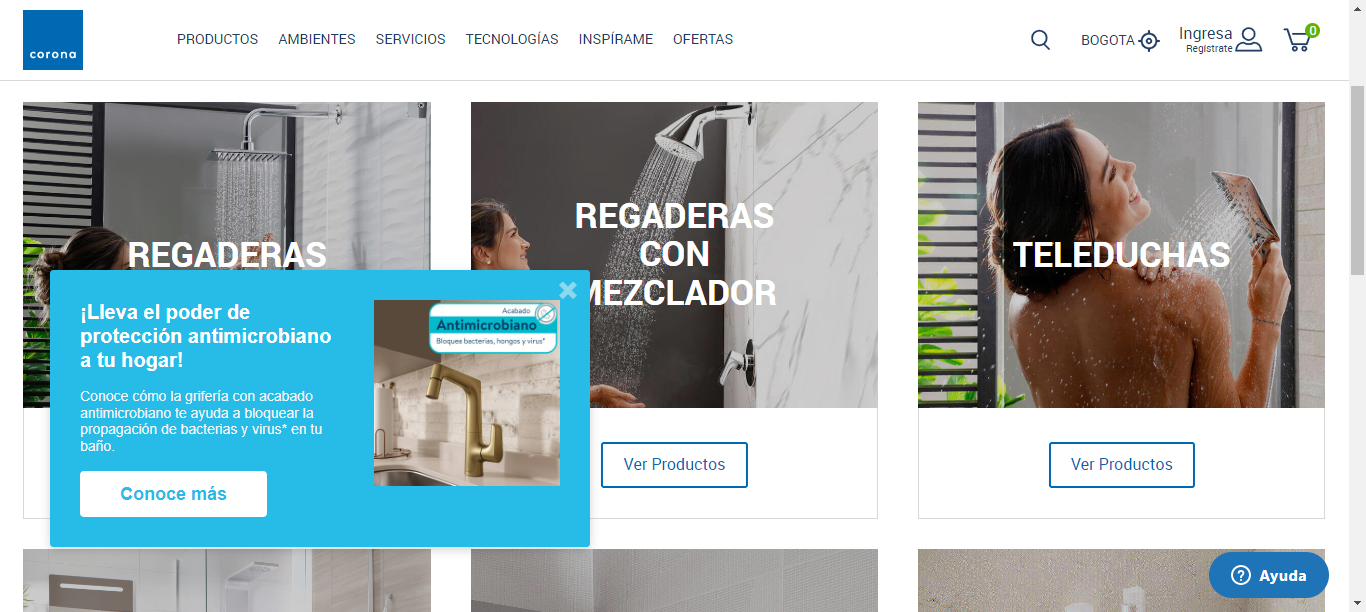 corona
PRODUCTOS AMBIENTES SERVICIOS TECNOLOGÍAS INSPÍRAME OFERTAS
BOGOTA
Ingresa
Regístrate
0
REGADERAS
REGADERAS
CON
MEZCLADOR
TELEDUCHAS
¡Lleva el poder de
protección antimicrobiano
a tu hogar!
Conoce cómo la grifería con acabado
antimicrobiano te ayuda a bloquear la
propagación de bacterias y virus* en tu
baño.
Conoce más
Acabado
Antimicrobiano
Bloquea bacterias, hongos y virus*
Ver Productos
Ver Productos
Ayuda